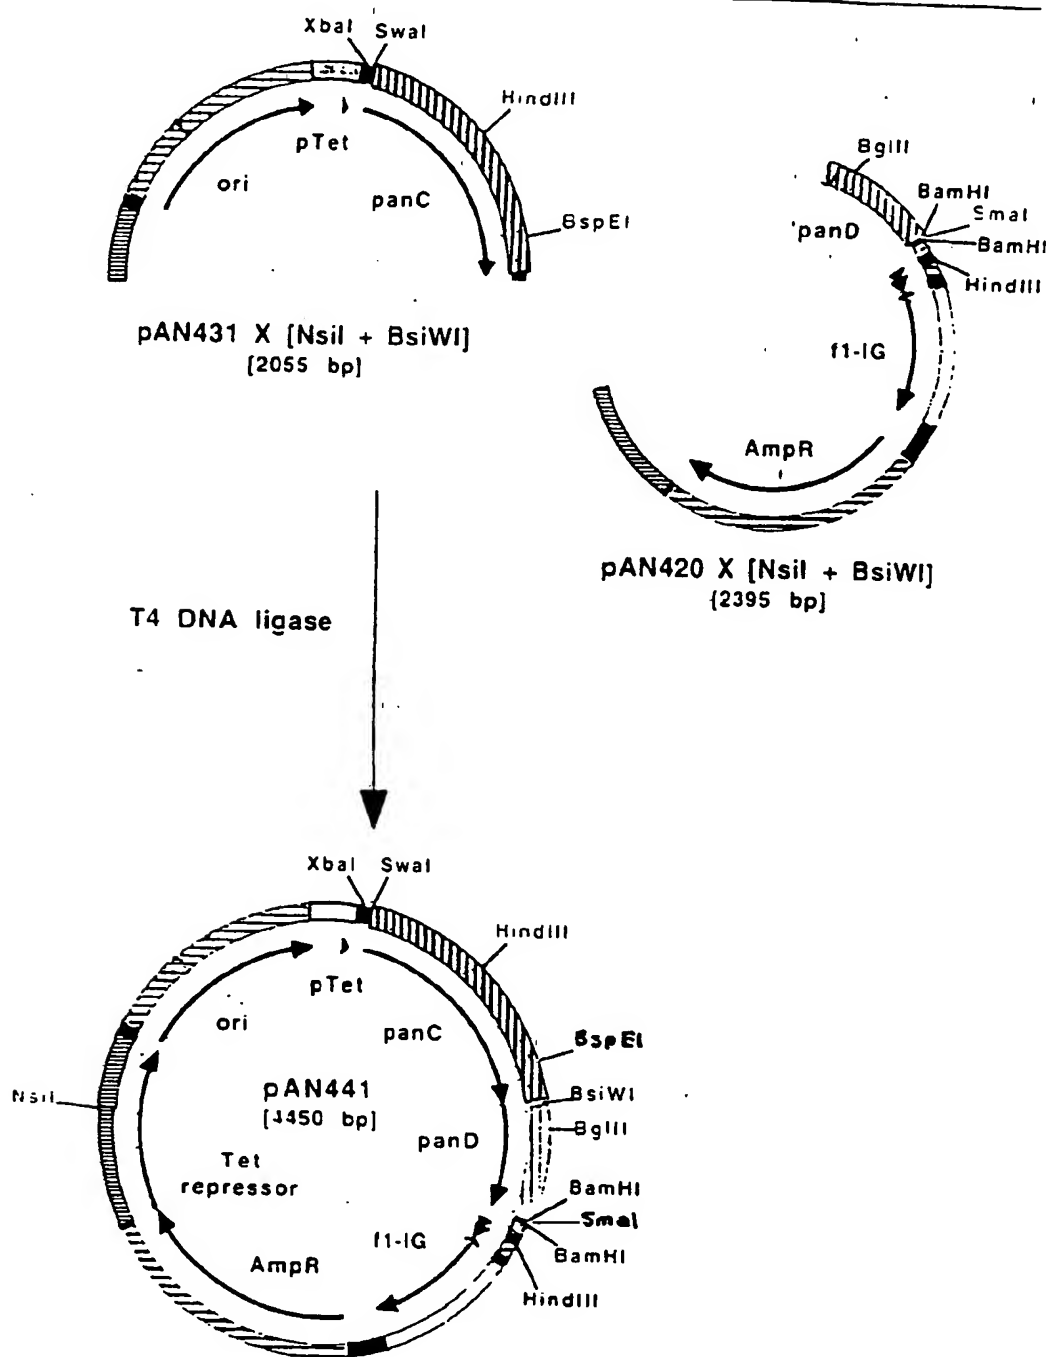 XbaI SwaI
HindIII
pTet
ori
panC
BspEI
pAN431 X [NsiI + BsiWI]
[2055 bp]
BglII
BamHI
SmaI
'panD
BamHI
HindIII
f1-IG
AmpR
pAN420 X [NsiI + BsiWI]
[2395 bp]
T4 DNA ligase
XbaI SwaI
HindIII
pTet
ori
panC
BspEI
NsiI
pAN441
[4450 bp]
BsiWI
BglII
panD
Tet
repressor
BamHI
SmaI
f1-IG
BamHI
AmpR
HindIII